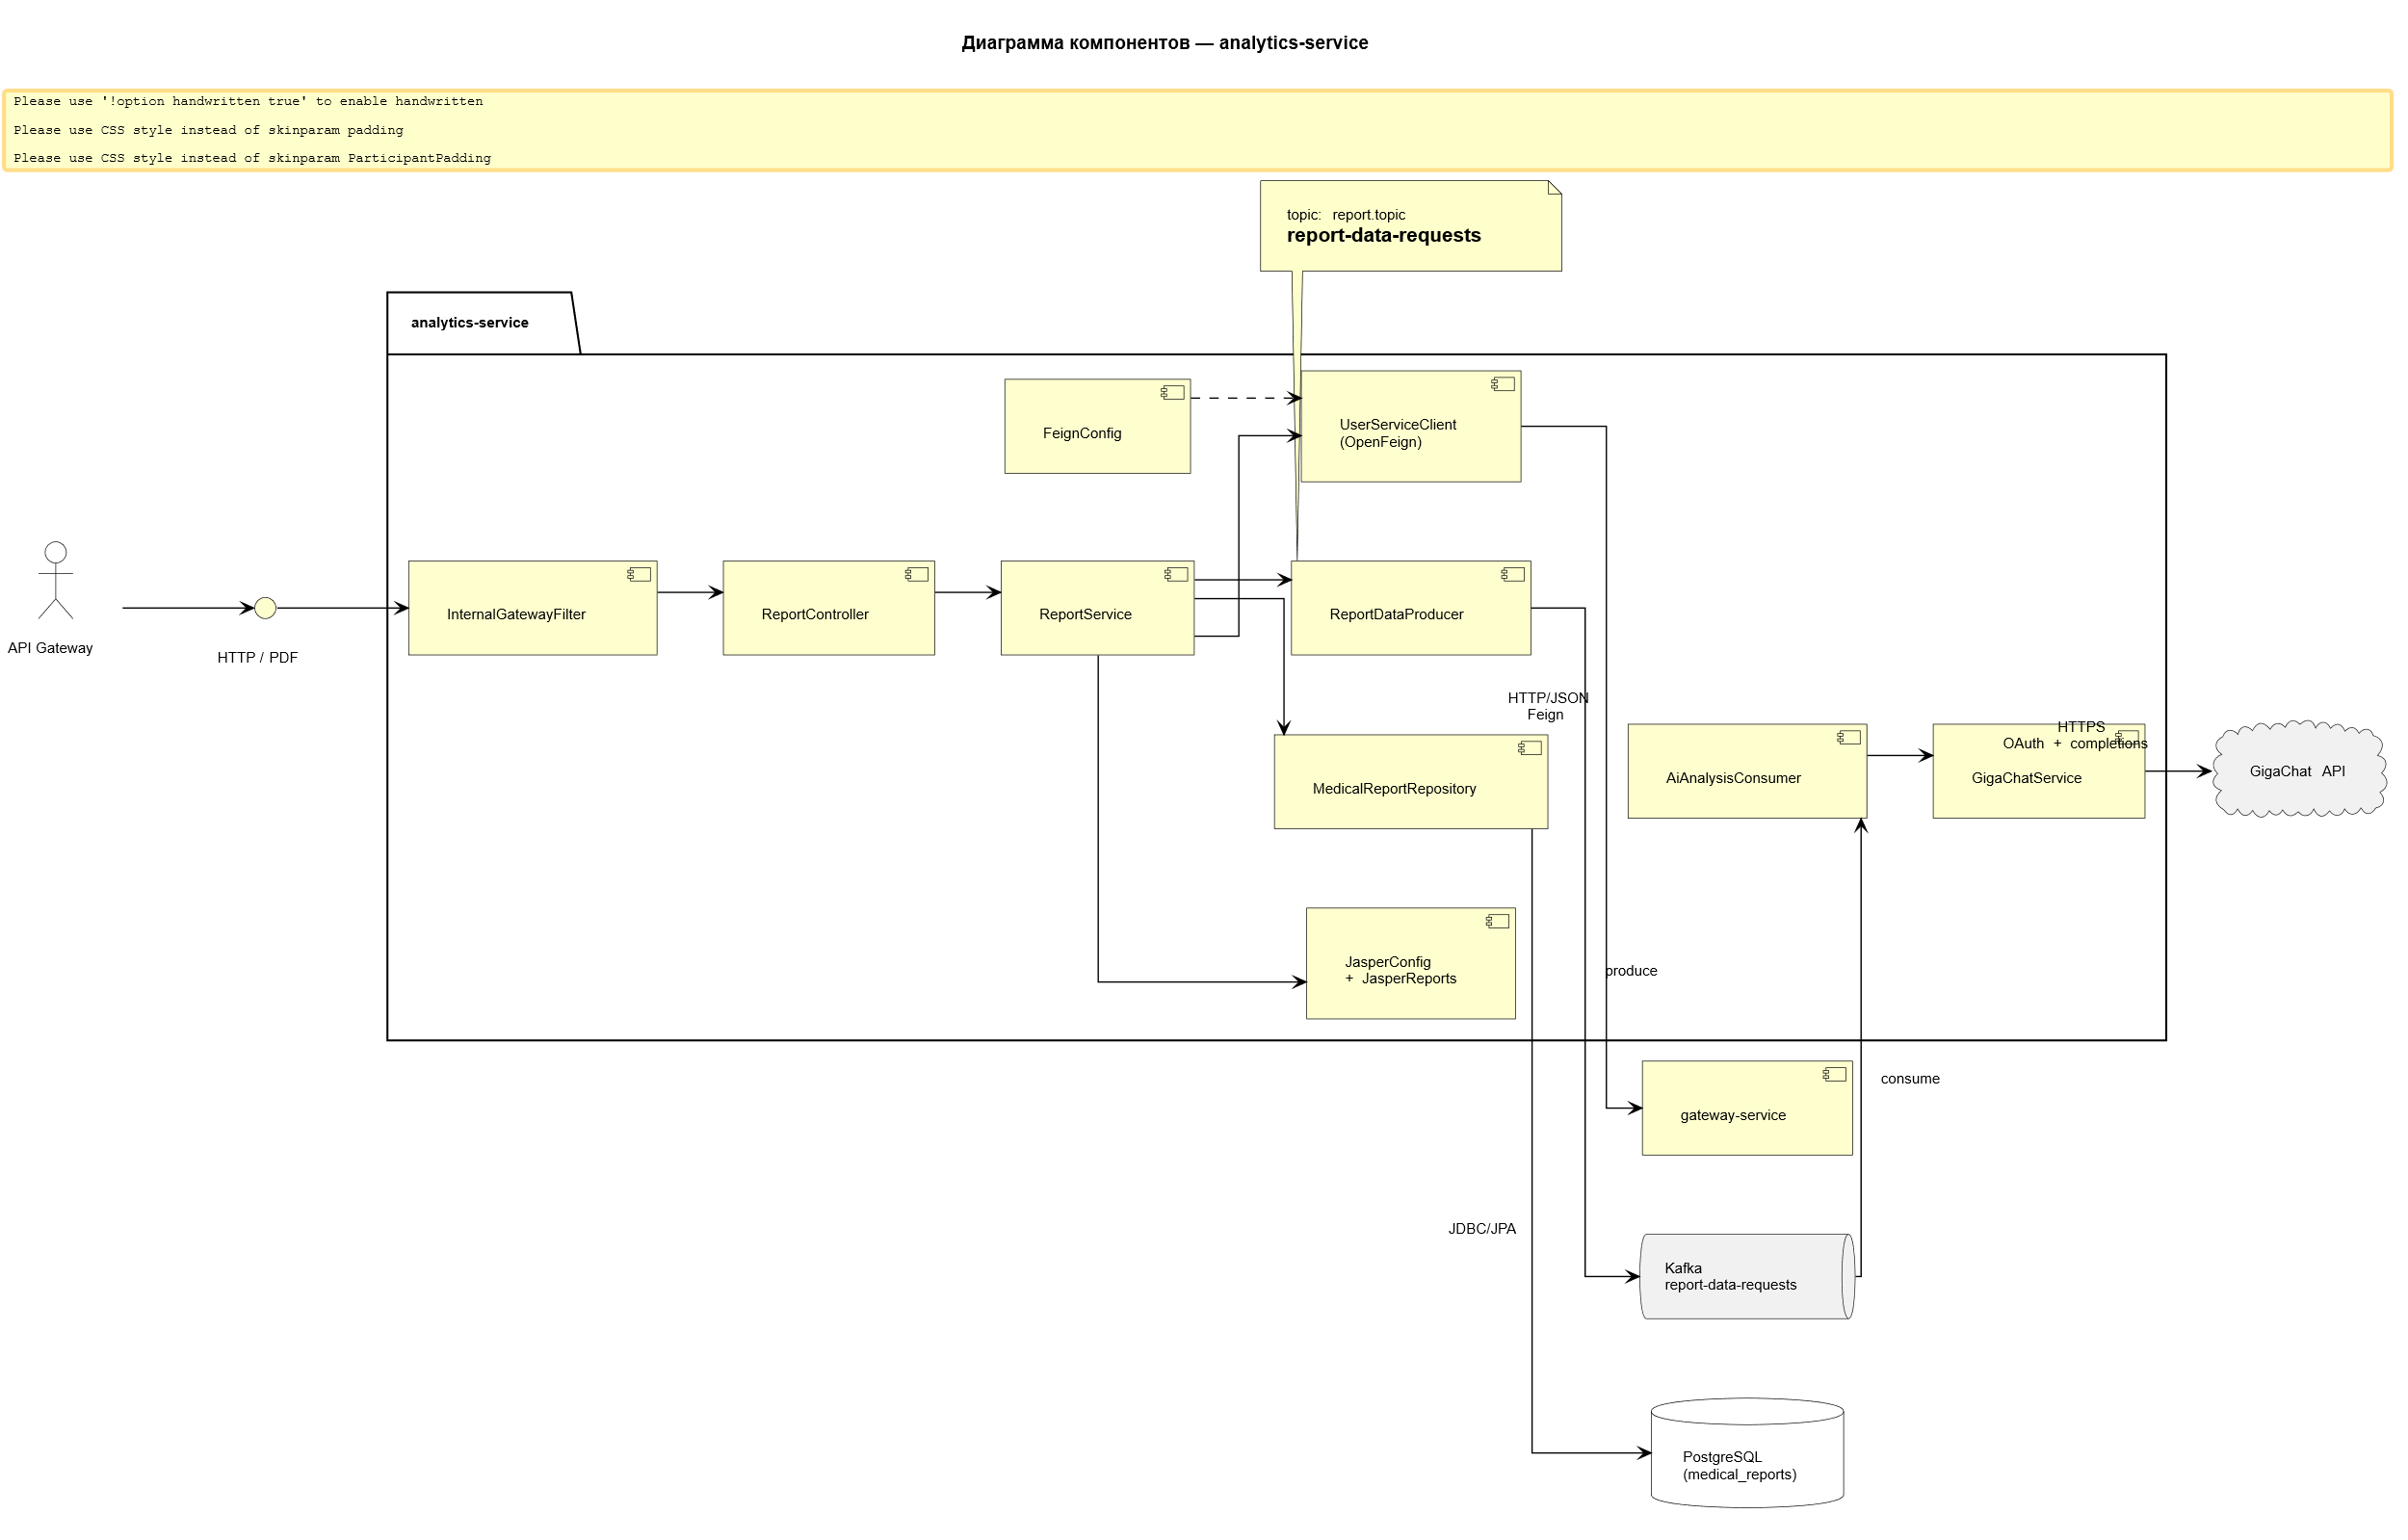 Диаграмма компонентов — analytics-service
Please use '!option handwritten true' to enable handwritten
Please use CSS style instead of skinparam padding
Please use CSS style instead of skinparam ParticipantPadding
topic: report.topic
report-data-requests
analytics-service
FeignConfig
UserServiceClient
(OpenFeign)
API Gateway
HTTP / PDF
InternalGatewayFilter
ReportController
ReportService
ReportDataProducer
HTTP/JSON
Feign
MedicalReportRepository
AiAnalysisConsumer
HTTPS
OAuth + completions
GigaChatService
GigaChat API
JasperConfig
+ JasperReports
produce
consume
gateway-service
JDBC/JPA
Kafka
report-data-requests
PostgreSQL
(medical_reports)